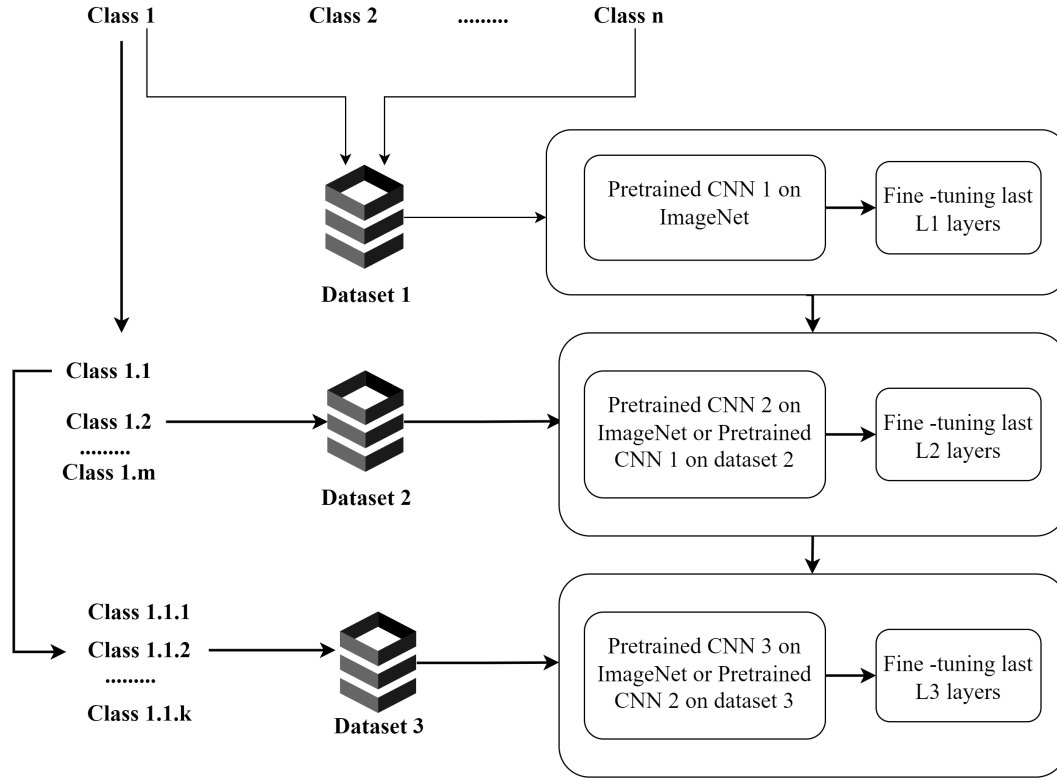 Class 1 Class 2 ......... Class n
Pretrained CNN 1 on
ImageNet
Fine -tuning last
L1 layers
Dataset 1
Class 1.1
Class 1.2
.........
Class 1.m
Dataset 2
Pretrained CNN 2 on
ImageNet or Pretrained
CNN 1 on dataset 2
Fine -tuning last
L2 layers
Class 1.1.1
Class 1.1.2
.........
Class 1.1.k
Dataset 3
Pretrained CNN 3 on
ImageNet or Pretrained
CNN 2 on dataset 3
Fine -tuning last
L3 layers